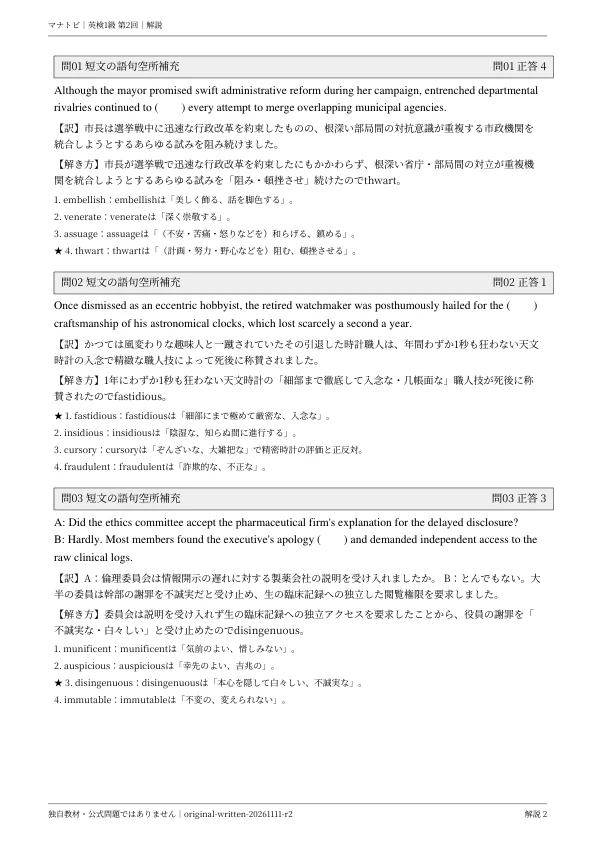 マナトビ｜英検1級 第2回｜解説
問01 短文の語句空所補充 問01 正答 4
Although the mayor promised swift administrative reform during her campaign, entrenched departmental
rivalries continued to (　　) every attempt to merge overlapping municipal agencies.
【訳】市長は選挙戦中に迅速な行政改革を約束したものの、根深い部局間の対抗意識が重複する市政機関を
統合しようとするあらゆる試みを阻み続けました。
【解き方】市長が選挙戦で迅速な行政改革を約束したにもかかわらず、根深い省庁・部局間の対立が重複機
関を統合しようとするあらゆる試みを「阻み・頓挫させ」続けたのでthwart。
1. embellish：embellishは「美しく飾る、話を脚色する」。
2. venerate：venerateは「深く崇敬する」。
3. assuage：assuageは「（不安・苦痛・怒りなどを）和らげる、鎮める」。
★ 4. thwart：thwartは「（計画・努力・野心などを）阻む、頓挫させる」。
問02 短文の語句空所補充 問02 正答 1
Once dismissed as an eccentric hobbyist, the retired watchmaker was posthumously hailed for the (　　)
craftsmanship of his astronomical clocks, which lost scarcely a second a year.
【訳】かつては風変わりな趣味人と一蹴されていたその引退した時計職人は、年間わずか1秒も狂わない天文
時計の入念で精緻な職人技によって死後に称賛されました。
【解き方】1年にわずか1秒も狂わない天文時計の「細部まで徹底して入念な・几帳面な」職人技が死後に称
賛されたのでfastidious。
★ 1. fastidious：fastidiousは「細部にまで極めて厳密な、入念な」。
2. insidious：insidiousは「陰湿な、知らぬ間に進行する」。
3. cursory：cursoryは「ぞんざいな、大雑把な」で精密時計の評価と正反対。
4. fraudulent：fraudulentは「詐欺的な、不正な」。
問03 短文の語句空所補充 問03 正答 3
A: Did the ethics committee accept the pharmaceutical firm's explanation for the delayed disclosure?
B: Hardly. Most members found the executive's apology (　　) and demanded independent access to the
raw clinical logs.
【訳】A：倫理委員会は情報開示の遅れに対する製薬会社の説明を受け入れましたか。 B：とんでもない。大
半の委員は幹部の謝罪を不誠実だと受け止め、生の臨床記録への独立した閲覧権限を要求しました。
【解き方】委員会は説明を受け入れず生の臨床記録への独立アクセスを要求したことから、役員の謝罪を「
不誠実な・白々しい」と受け止めたのでdisingenuous。
1. munificent：munificentは「気前のよい、惜しみない」。
2. auspicious：auspiciousは「幸先のよい、吉兆の」。
★ 3. disingenuous：disingenuousは「本心を隠して白々しい、不誠実な」。
4. immutable：immutableは「不変の、変えられない」。
独自教材・公式問題ではありません｜original-written-20261111-r2 解説 2